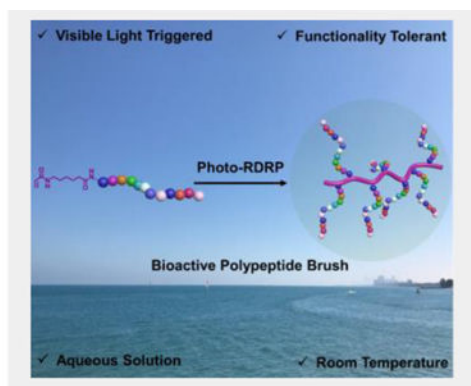 ✓ Visible Light Triggered
✓ Functionality Tolerant
Photo-RDRP
Bioactive Polypeptide Brush
✓ Aqueous Solution
✓ Room Temperature